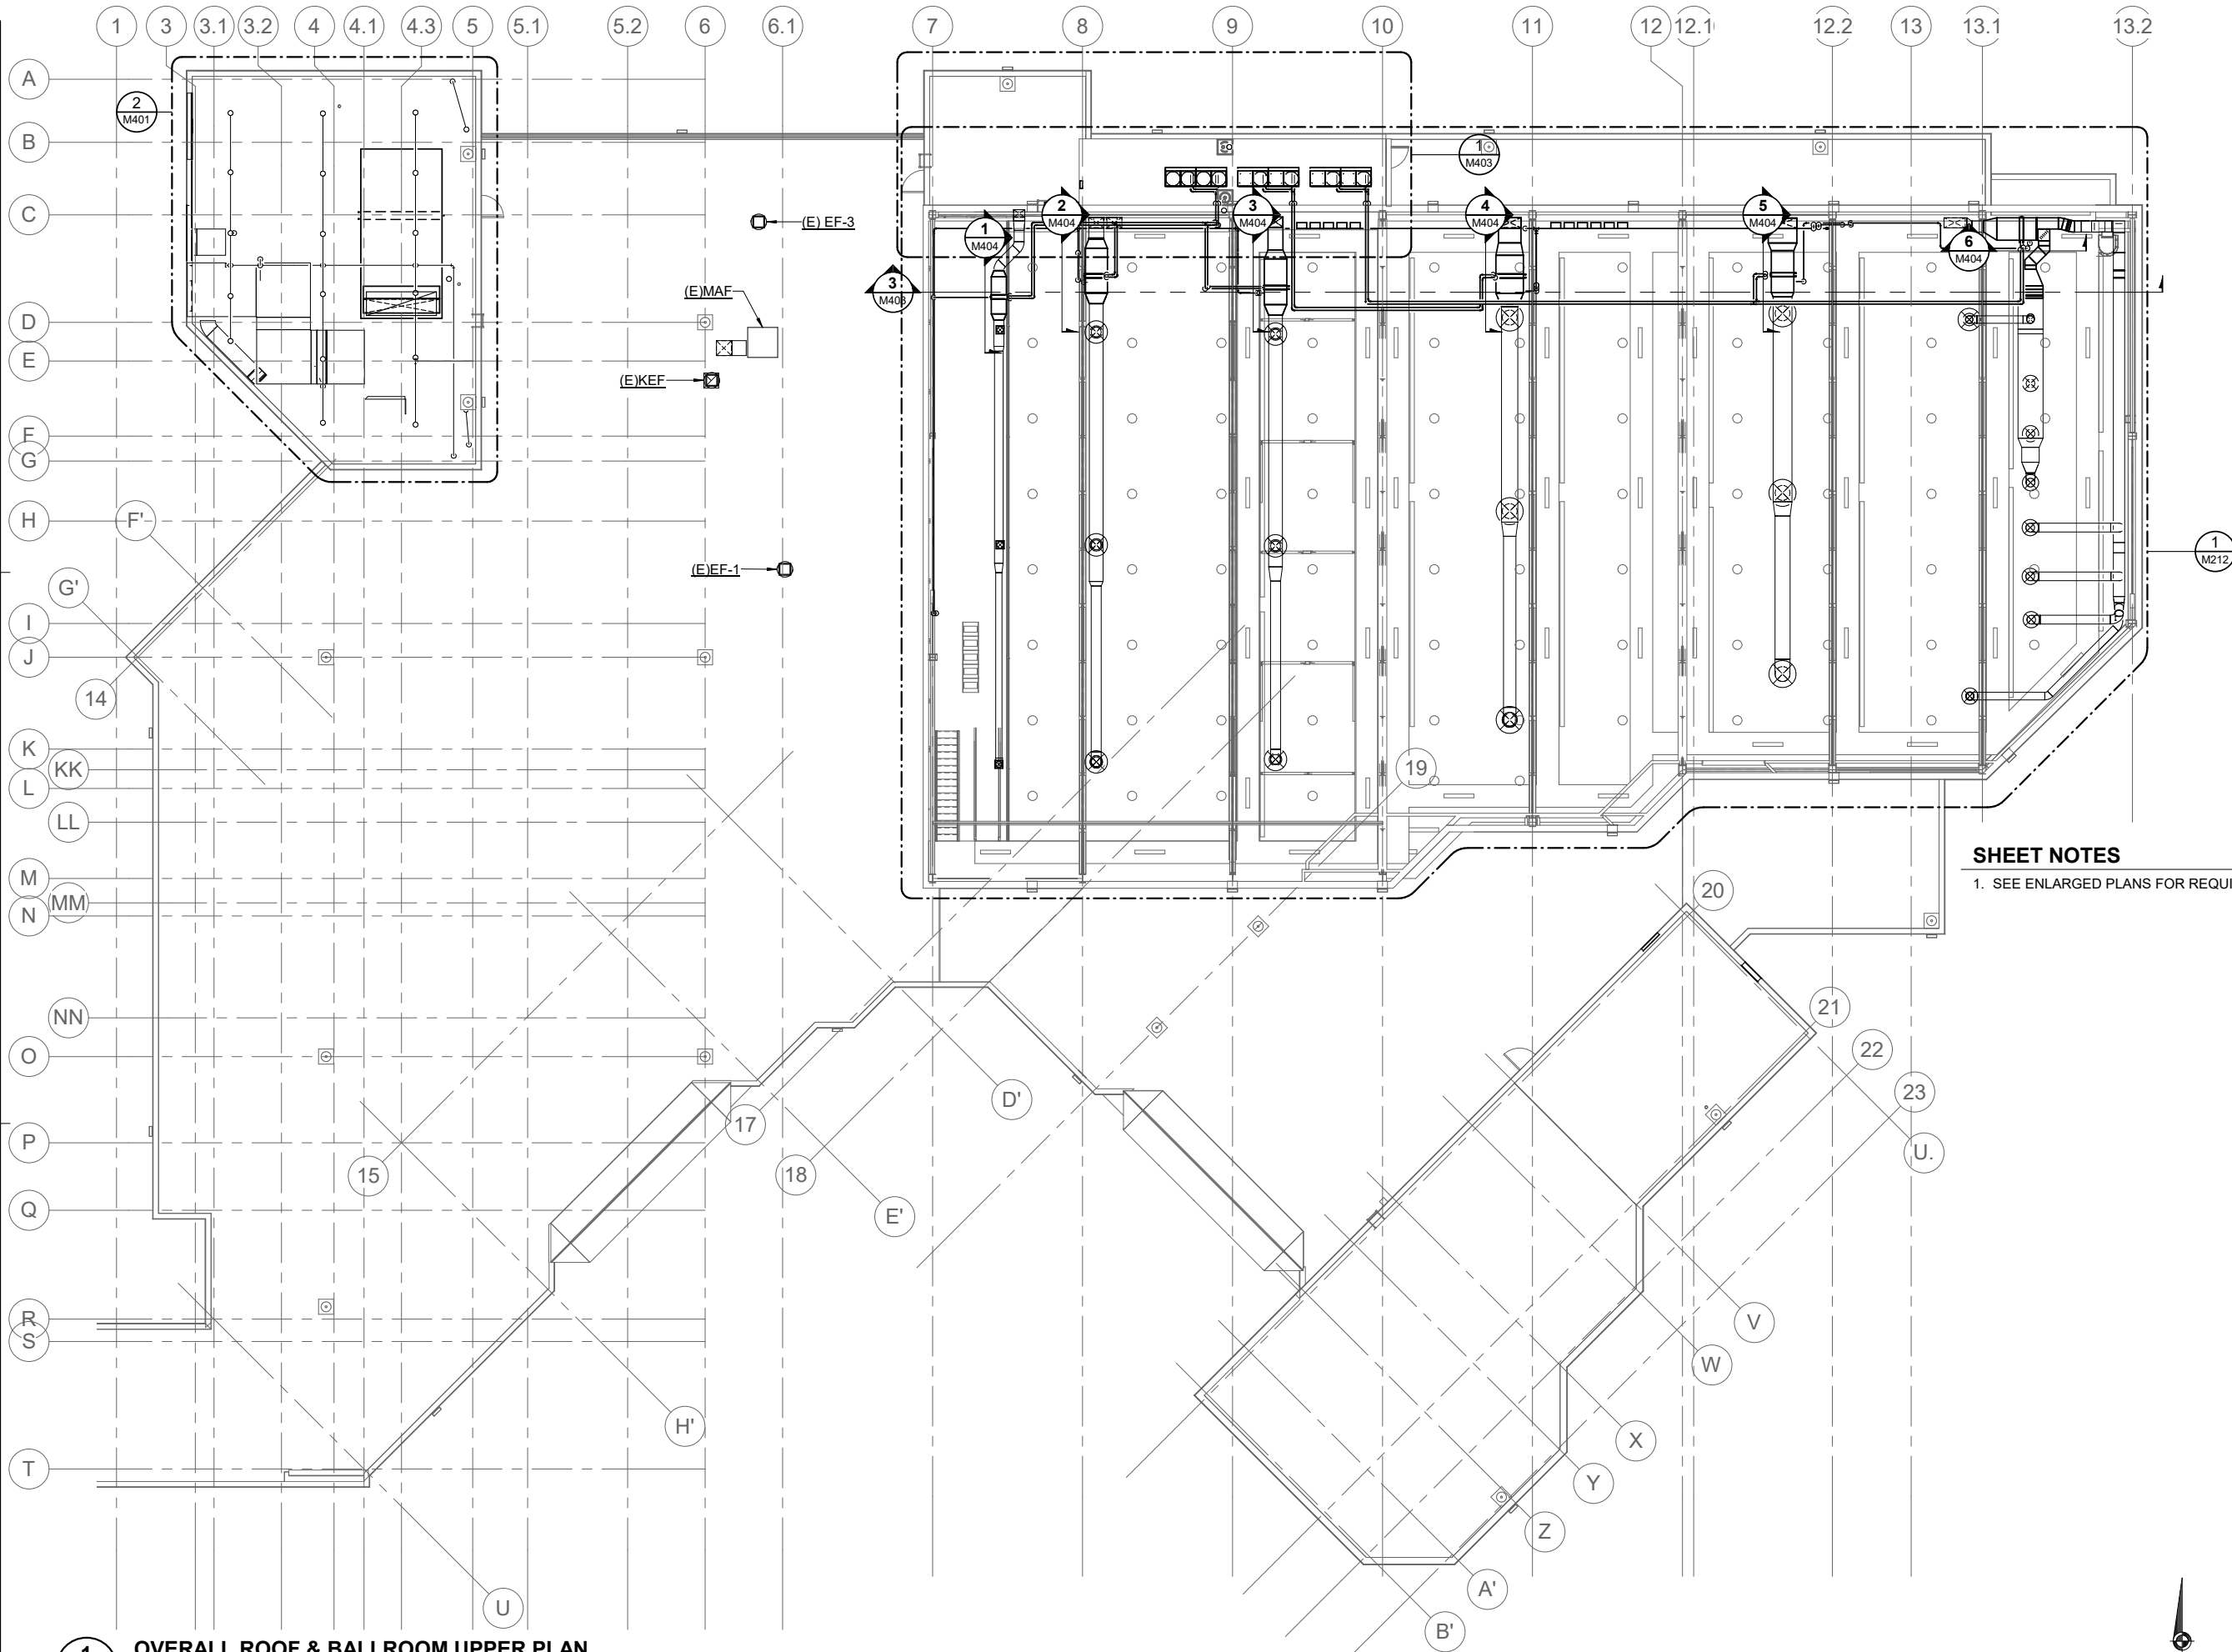 1 3 3.1 3.2 4 4.1 4.3 5 5.1 5.2 6 6.1 7 8 9 10 11 12 12.1 12.2 13 13.1 13.2
A
2
M401
B
1
M403
C
(E) EF-3
1
M404
2
M404
3
M404
4
M404
5
M404
6
M404
3
(E)MAF
D
E
(E)KEF
F
G
H
F'
1
M212
(E)EF-1
G'
I
J
14
K
KK
L
19
LL
SHEET NOTES
1. SEE ENLARGED PLANS FOR
M
MM
N
20
NN
21
O
22
23
D'
17
P
U.
15
18
Q
E'
R
S
V
W
H'
X
T
Y
Z
A'
U
B'
1
OVERALL ROOF & BALLROOM UPPER PLAN